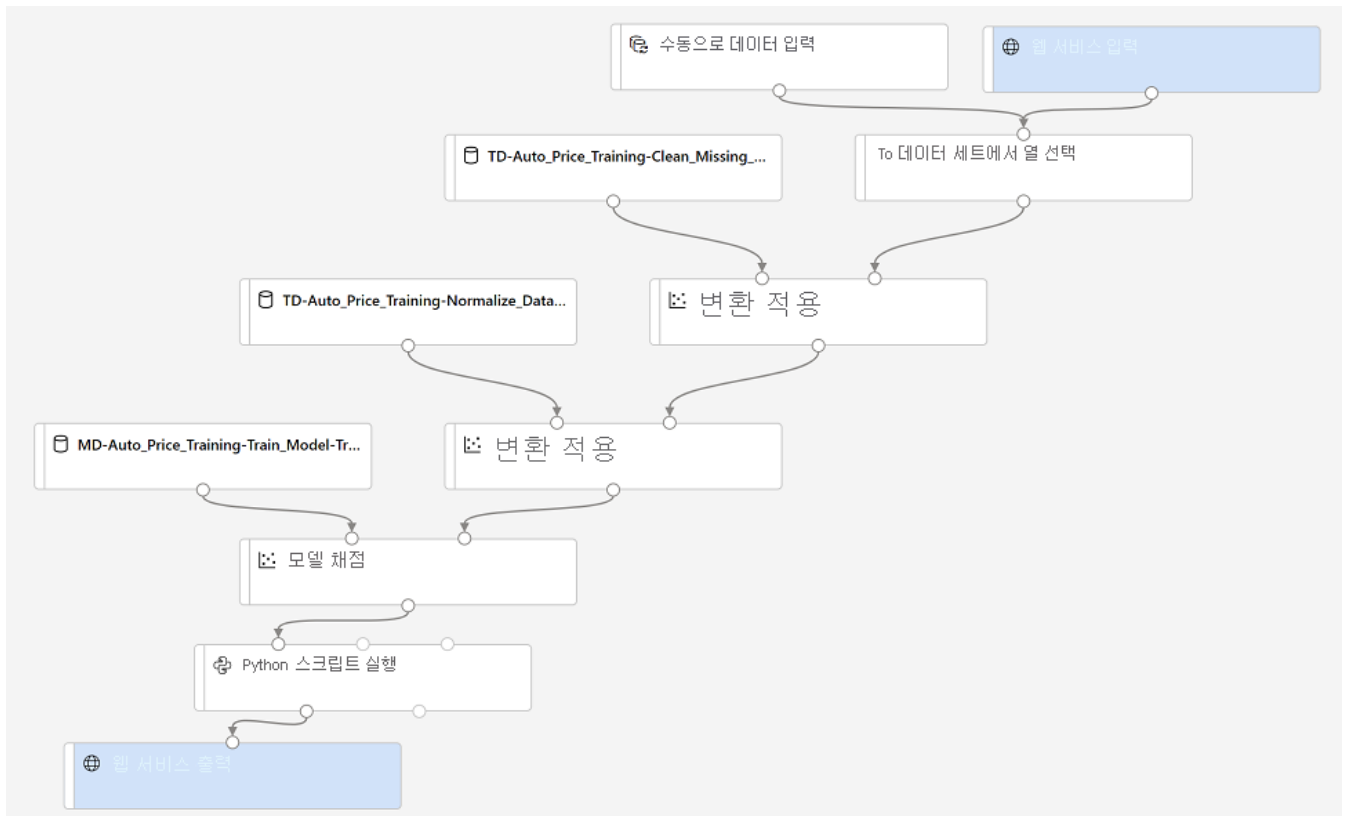 수동으로 데이터 입력
웹 서비스 입력
TD-Auto_Price_Training-Clean_Missing_...
To 데이터 세트에서 열 선택
TD-Auto_Price_Training-Normalize_Data...
변환 적용
MD-Auto_Price_Training-Train_Model-Tr...
변환 적용
모델 채점
Python 스크립트 실행
웹 서비스 출력